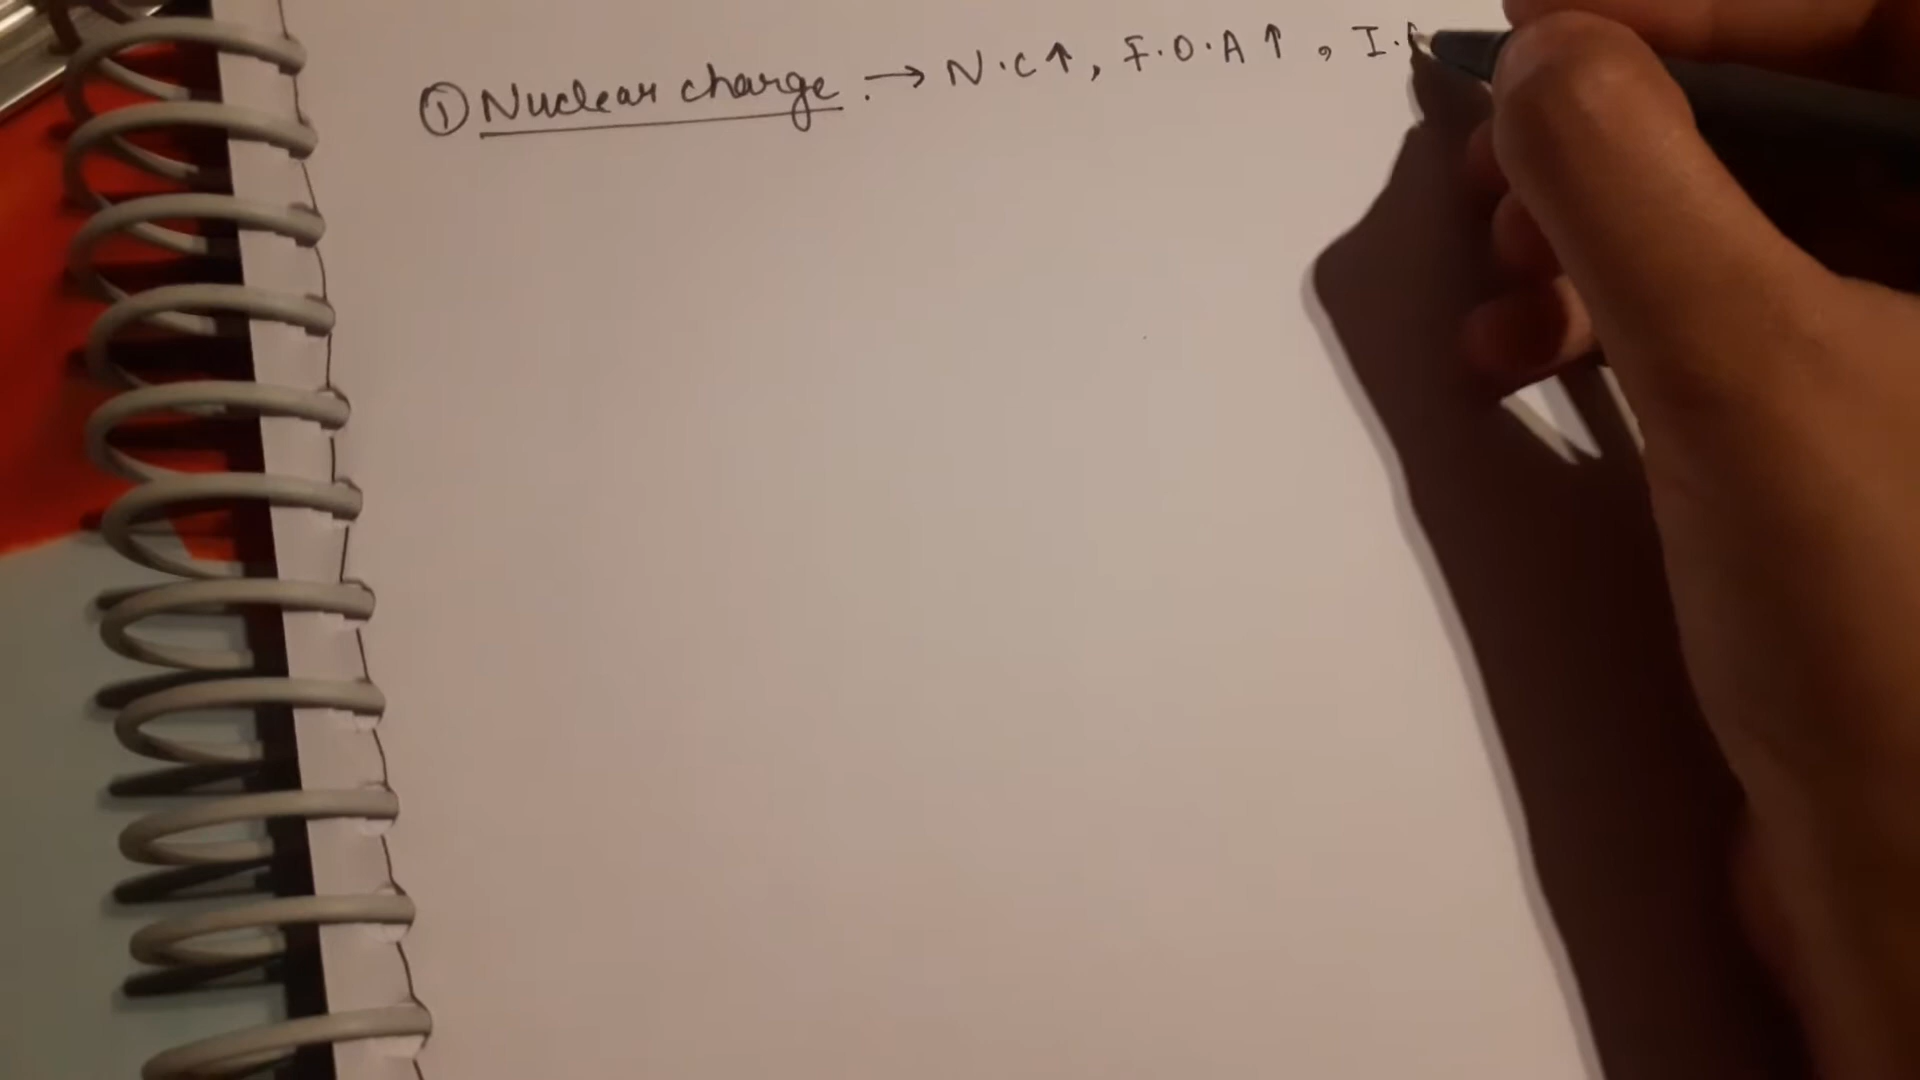 ① Nuclear charge :→ N.C↑, F.O.A ↑, I.